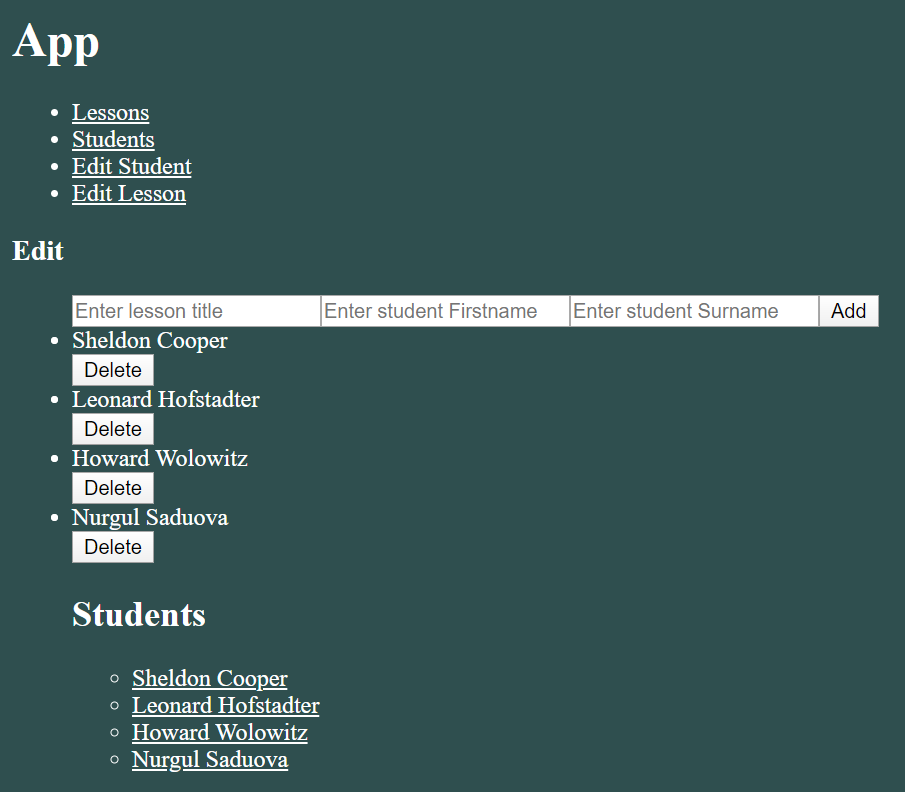 App
Lessons
Students
Edit Student
Edit Lesson
Edit
Enter lesson title Enter student Firstname Enter student Surname Add
Sheldon Cooper
Delete
Leonard Hofstadter
Delete
Howard Wolowitz
Delete
Nurgul Saduova
Delete
Students
Sheldon Cooper
Leonard Hofstadter
Howard Wolowitz
Nurgul Saduova